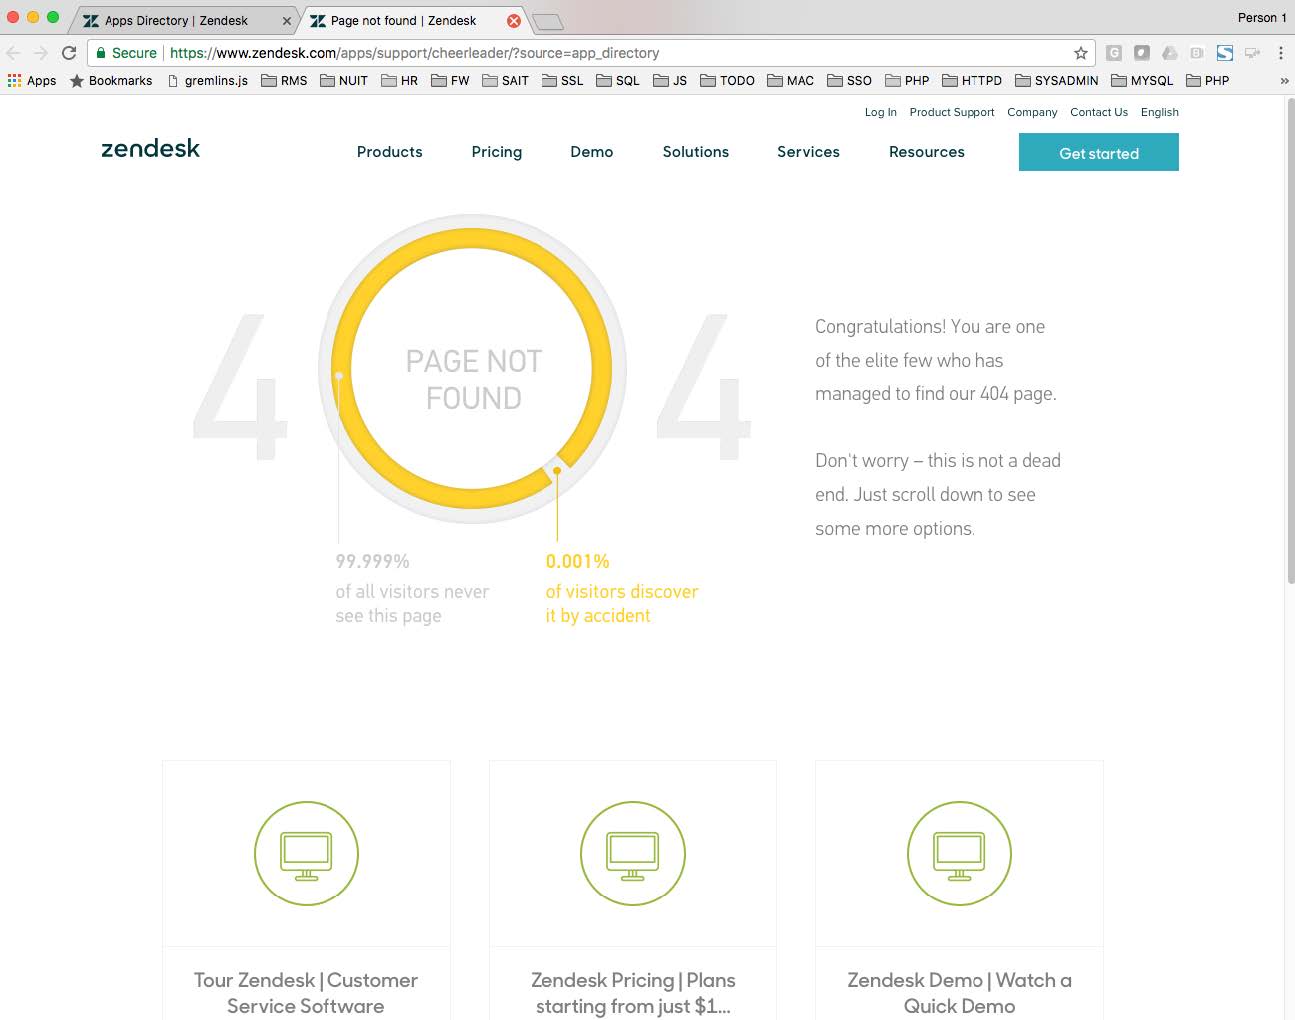 Apps Directory | Zendesk
Page not found | Zendesk
Person 1
Secure https://www.zendesk.com/apps/support/cheerleader/?source=app_directory
Apps Bookmarks gremlins.js RMS NUIT HR FW SAIT SSL SQL JS TODO MAC SSO PHP HTTPD SYSADMIN MYSQL PHP »
Log In Product Support Company Contact Us English
zendesk Products Pricing Demo Solutions Services Resources Get started
4 4
PAGE NOT
FOUND
99.999%
of all visitors never
see this page
0.001%
of visitors discover
it by accident
Congratulations! You are one
of the elite few who has
managed to find our 404 page.
Don't worry – this is not a dead
end. Just scroll down to see
some more options.
Tour Zendesk | Customer
Service Software
Zendesk Pricing | Plans
starting from just $1...
Zendesk Demo | Watch a
Quick Demo